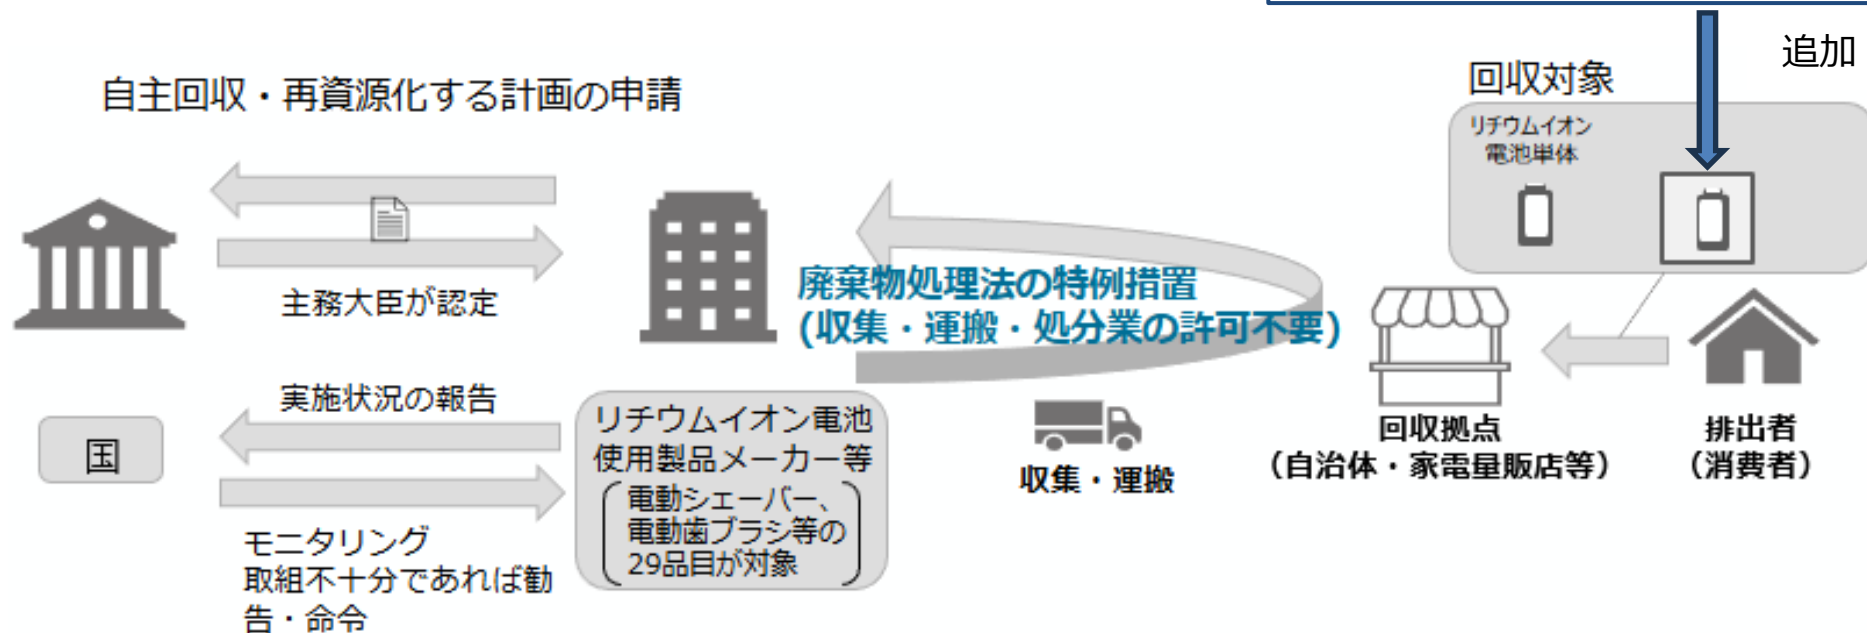 追加
回収対象
自主回収・再資源化する計画の申請
リチウムイオン
電池単体
主務大臣が認定
廃棄物処理法の特例措置
(収集・運搬・処分業の許可不要)
実施状況の報告
国
リチウムイオン電池
使用製品メーカー等
電動シェーバー、
電動歯ブラシ等の
29品目が対象
モニタリング
取組不十分であれば勧
告・命令
収集・運搬
回収拠点
(自治体・家電量販店等)
排出者
(消費者)